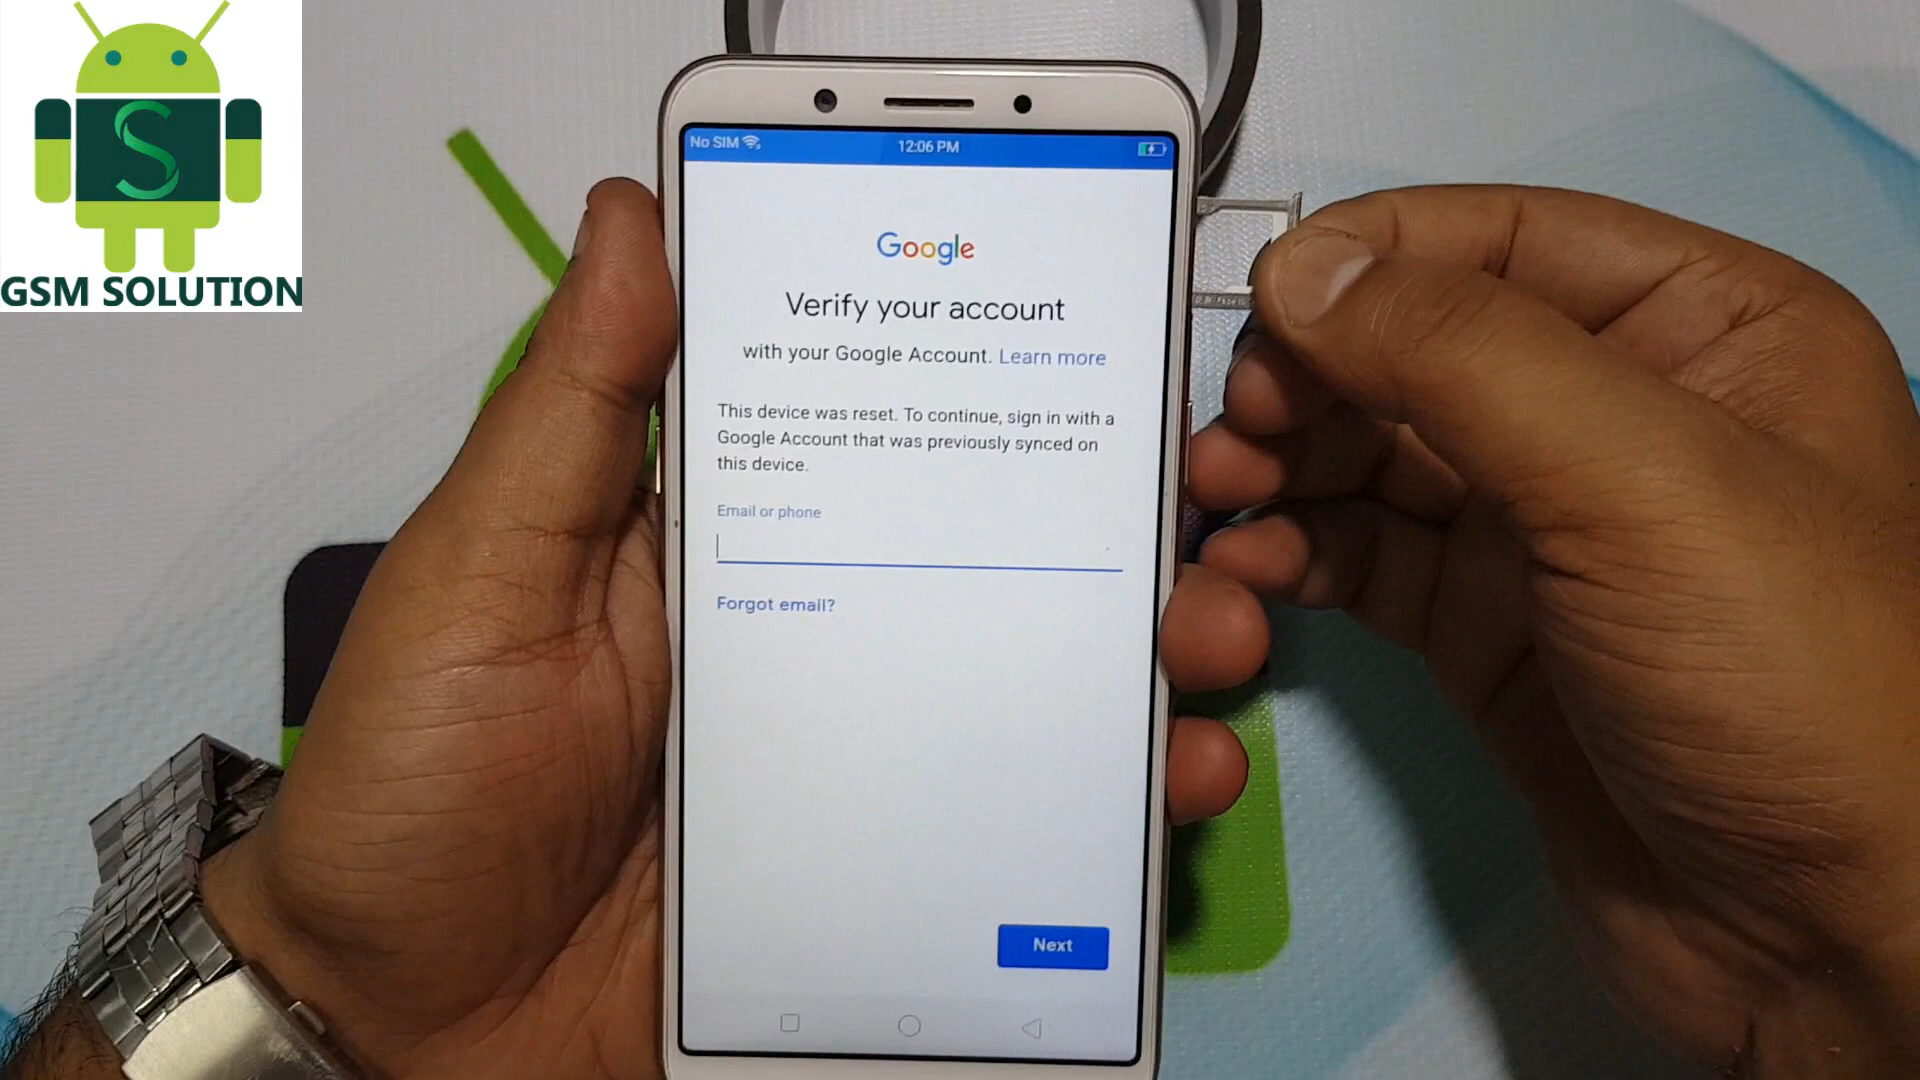 S
GSM SOLUTION
No SIM
12:06 PM
Google
Verify your account
with your Google Account. Learn more
This device was reset. To continue, sign in with a
Google Account that was previously synced on
this device.
Email or phone
Forgot email?
Next